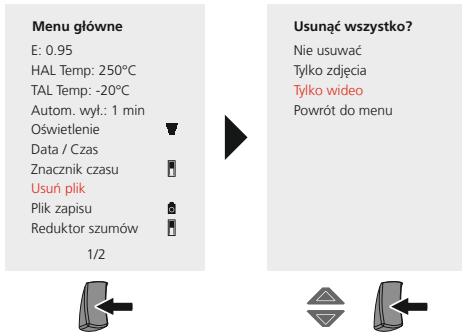 Menu główne
E: 0.95
HAL Temp: 250°C
TAL Temp: -20°C
Autom. wył.: 1 min
Oświetlenie
Data / Czas
Znacznik czasu
Usuń plik
Plik zapisu
Reduktor szumów
1/2
Usunąć wszystko?
Nie usuwać
Tylko zdjęcia
Tylko wideo
Powrót do menu